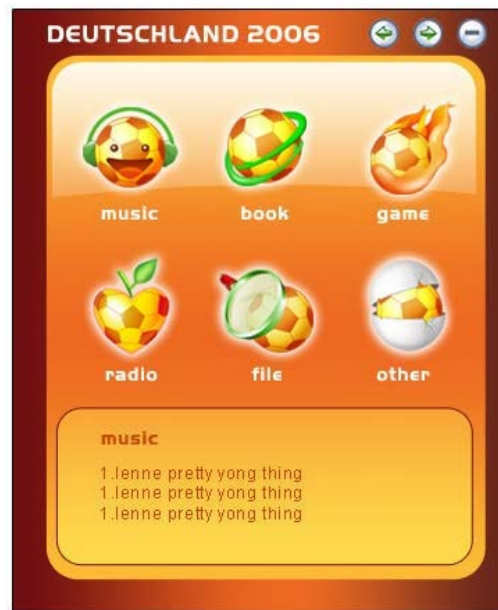 DEUTSCHLAND 2006
music book game
radio file other
music
1.lenne pretty yong thing
1.lenne pretty yong thing
1.lenne pretty yong thing